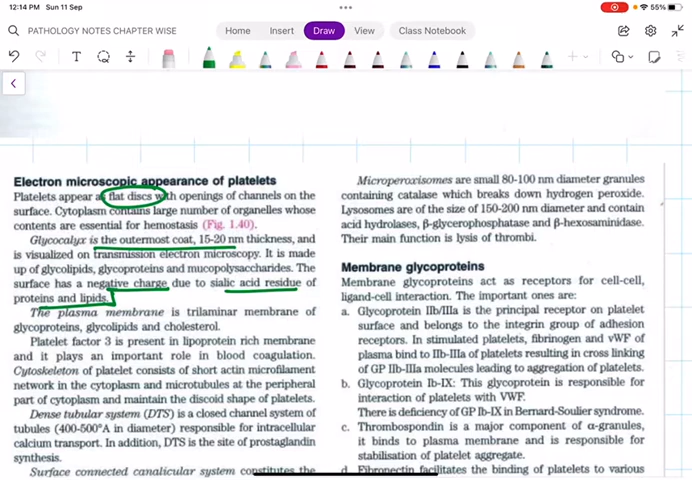 12:14 PM Sun 11 Sep
55%
PATHOLOGY NOTES CHAPTER WISE
Home Insert Draw View Class Notebook
Electron microscopic appearance of platelets
Platelets appear as flat discs with openings of channels on the
surface. Cytoplasm contains large number of organelles whose
contents are essential for hemostasis (Fig. 1.40).
Glycocalyx is the outermost coat, 15-20 nm thickness, and
is visualized on transmission electron microscopy. It is made
up of glycolipids, glycoproteins and mucopolysaccharides. The
surface has a negative charge due to sialic acid residue of
proteins and lipids.
The plasma membrane is trilaminar membrane of
glycoproteins, glycolipids and cholesterol.
Platelet factor 3 is present in lipoprotein rich membrane
and it plays an important role in blood coagulation.
Cytoskeleton of platelet consists of short actin microfilament
network in the cytoplasm and microtubules at the peripheral
part of cytoplasm and maintain the discoid shape of platelets.
Dense tubular system (DTS) is a closed channel system of
tubules (400-500°A in diameter) responsible for intracellular
calcium transport. In addition, DTS is the site of prostaglandin
synthesis.
Surface connected canalicular system constitutes the
Microperoxisomes are small 80-100 nm diameter granules
containing catalase which breaks down hydrogen peroxide.
Lysosomes are of the size of 150-200 nm diameter and contain
acid hydrolases, β-glycerophosphatase and β-hexosaminidase.
Their main function is lysis of thrombi.
Membrane glycoproteins
Membrane glycoproteins act as receptors for cell-cell,
ligand-cell interaction. The important ones are:
a. Glycoprotein IIb/IIIa is the principal receptor on platelet
surface and belongs to the integrin group of adhesion
receptors. In stimulated platelets, fibrinogen and vWF of
plasma bind to IIb-IIIa of platelets resulting in cross linking
of GP IIb-IIIa molecules leading to aggregation of platelets.
b. Glycoprotein Ib-IX: This glycoprotein is responsible for
interaction of platelets with VWF.
There is deficiency of GP Ib-IX in Bernard-Soulier syndrome.
c. Thrombospondin is a major component of α-granules,
it binds to plasma membrane and is responsible for
stabilisation of platelet aggregate.
d. Fibronectin facilitates the binding of platelets to various